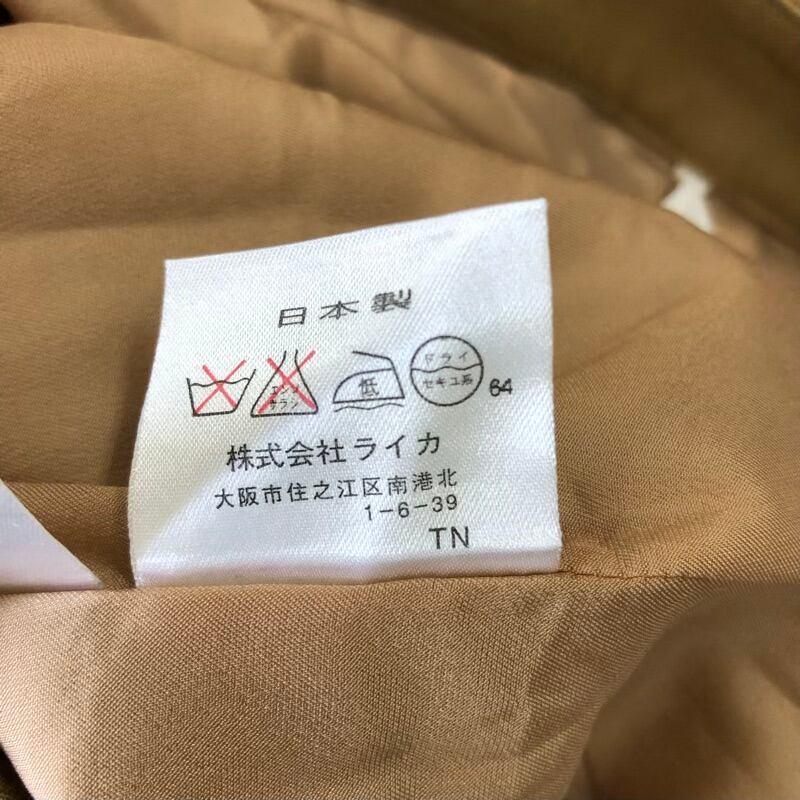 日本製
エンソ
サラシ
低
ドライ
セキユ系
64
株式会社ライカ
大阪市住之江区南港北
1-6-39
TN